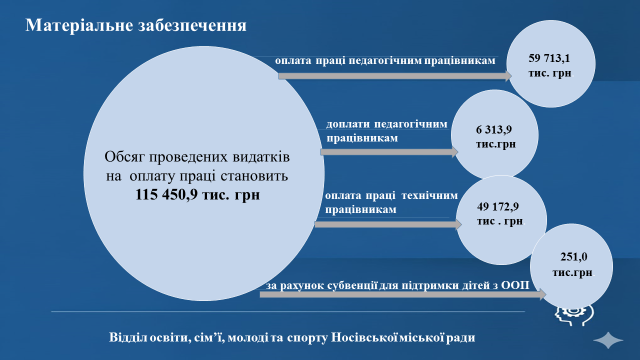 Матеріальне забезпечення
оплата праці педагогічним працівникам
59 713,1
тис. грн
доплати педагогічним
працівникам
6 313,9
тис.грн
Обсяг проведених видатків
на оплату праці становить
115 450,9 тис. грн
оплата праці технічним
працівникам
49 172,9
тис . грн
за рахунок субвенції для підтримки дітей з ООП
251,0
тис.грн
Відділ освіти, сім’ї, молоді та спорту Носівської міської ради